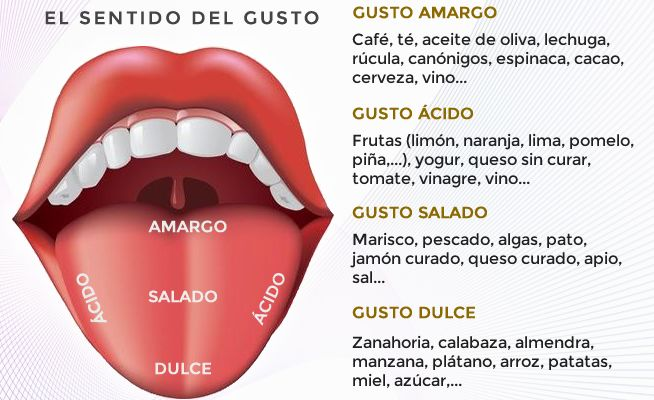 EL SENTIDO DEL GUSTO
AMARGO
ÁCIDO
SALADO
ÁCIDO
DULCE
GUSTO AMARGO
Café, té, aceite de oliva, lechuga,
rúcula, canónigos, espinaca, cacao,
cerveza, vino...
GUSTO ÁCIDO
Frutas (limón, naranja, lima, pomelo,
piña,...), yogur, queso sin curar,
tomate, vinagre, vino...
GUSTO SALADO
Marisco, pescado, algas, pato,
jamón curado, queso curado, apio,
sal...
GUSTO DULCE
Zanahoria, calabaza, almendra,
manzana, plátano, arroz, patatas,
miel, azúcar,...